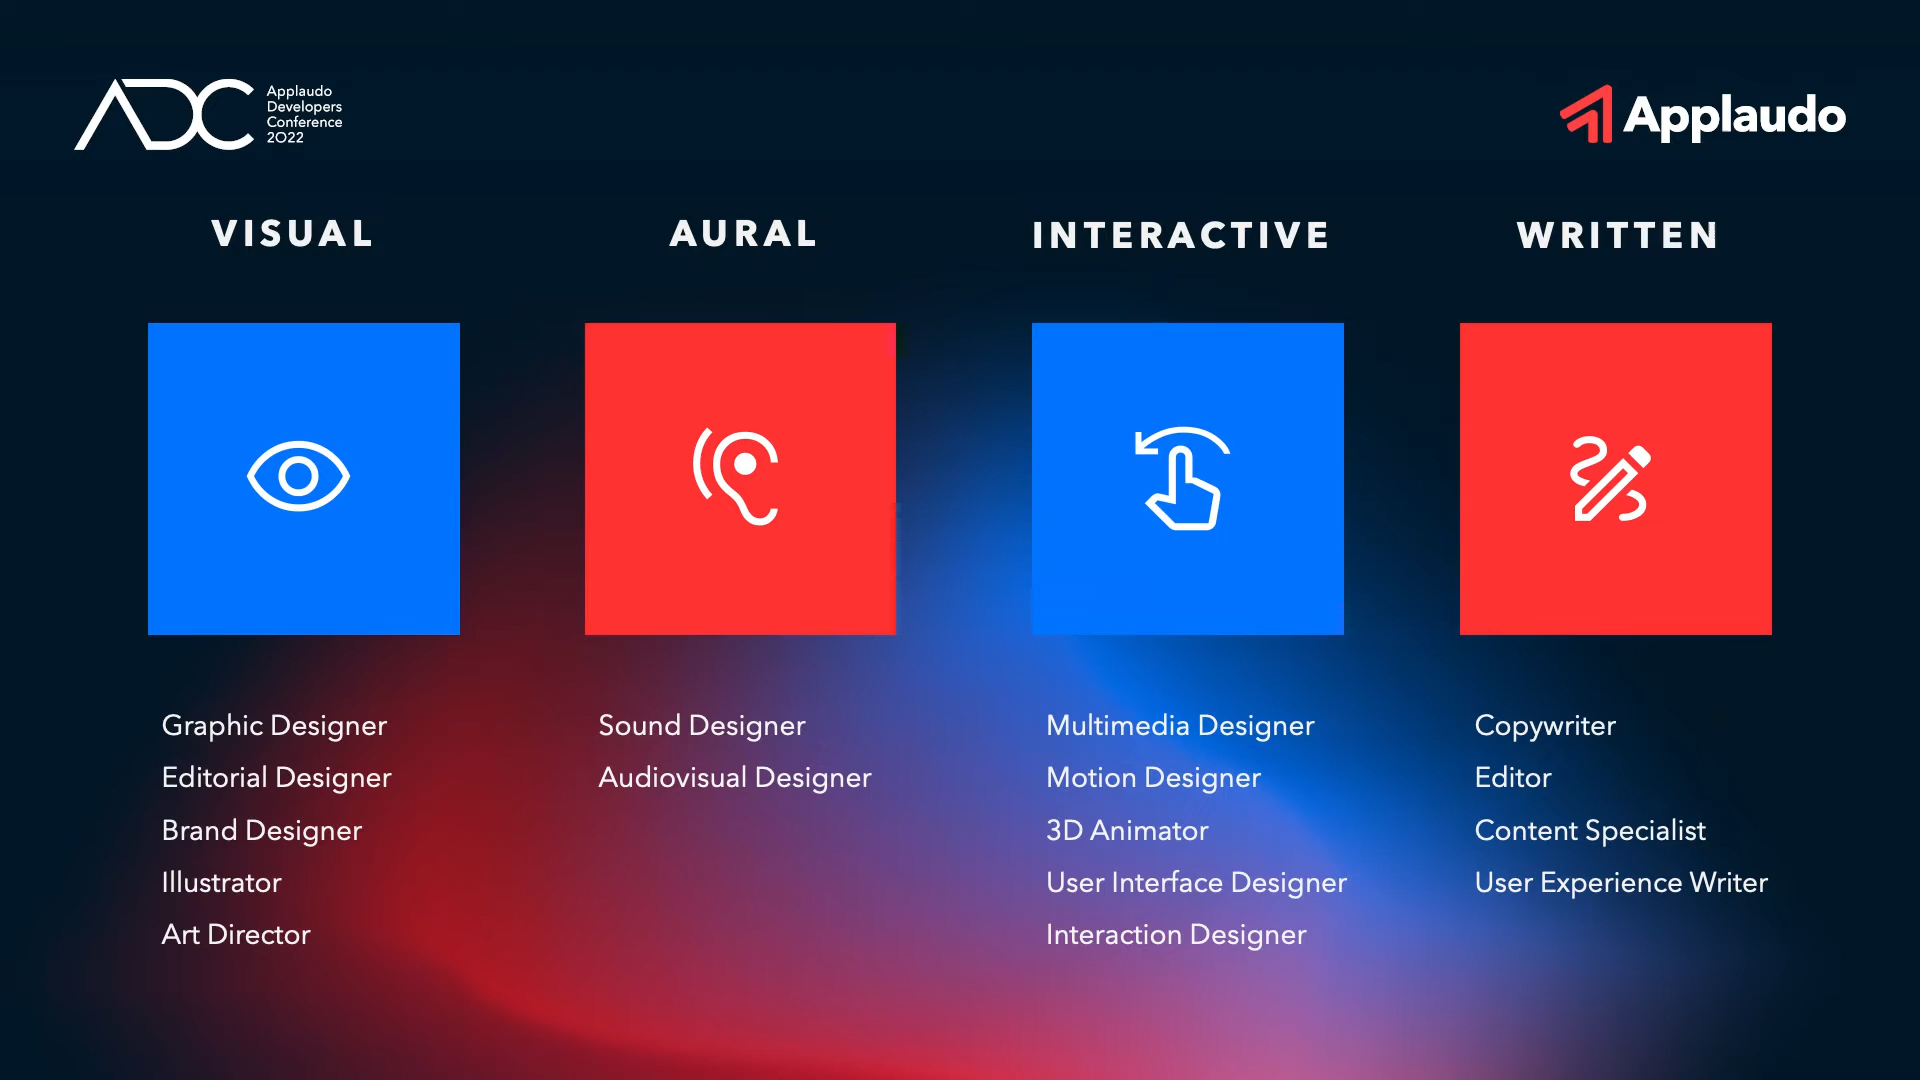 ADC
Applaudo
Developers
Conference
2022
Applaudo
VISUAL
AURAL
INTERACTIVE
WRITTEN
Graphic Designer
Editorial Designer
Brand Designer
Illustrator
Art Director
Sound Designer
Audiovisual Designer
Multimedia Designer
Motion Designer
3D Animator
User Interface Designer
Interaction Designer
Copywriter
Editor
Content Specialist
User Experience Writer